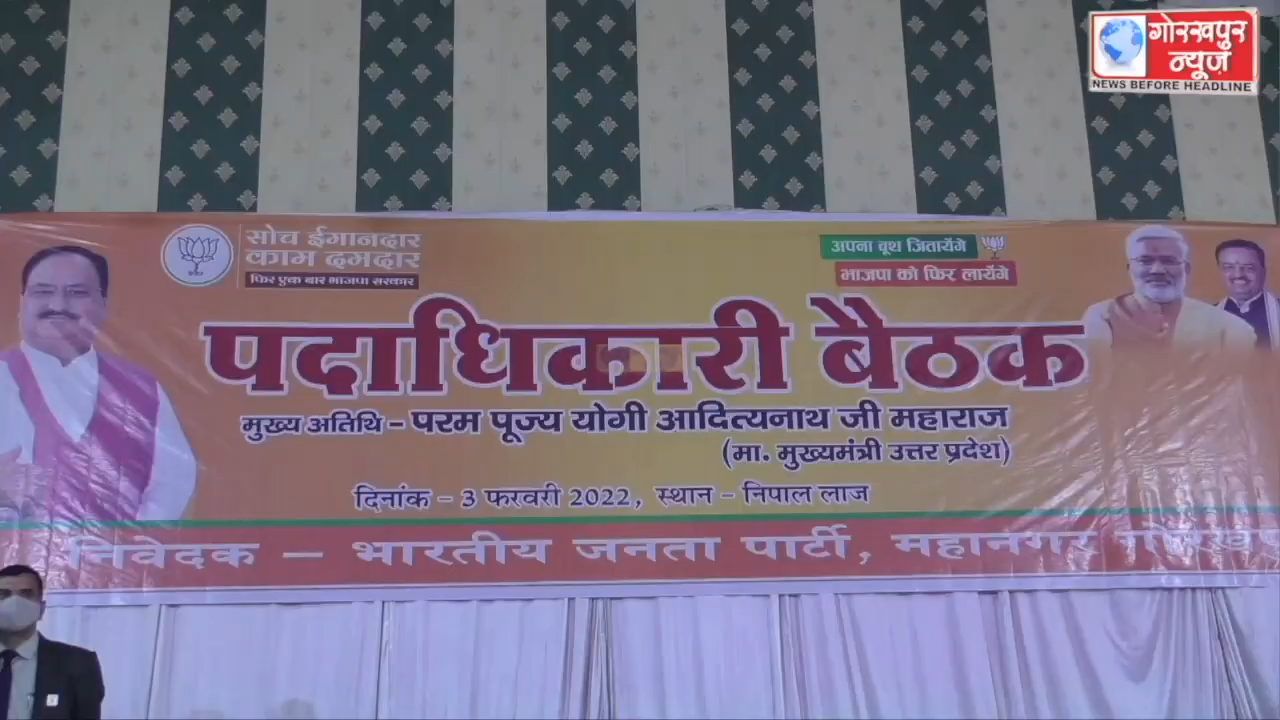 गोरखपुर
न्यूज़
NEWS BEFORE HEADLINE
सोच ईमानदार
काम दमदार
फिर एक बार भाजपा सरकार
अपना बूथ जितायेंगे
भाजपा को फिर लायेंगे
पदाधिकारी बैठक
मुख्य अतिथि - परम पूज्य योगी आदित्यनाथ जी महाराज
(मा. मुख्यमंत्री उत्तर प्रदेश)
दिनांक - 3 फरवरी 2022, स्थान - निपाल लाज
निवेदक - भारतीय जनता पार्टी, महानगर गोरखपु